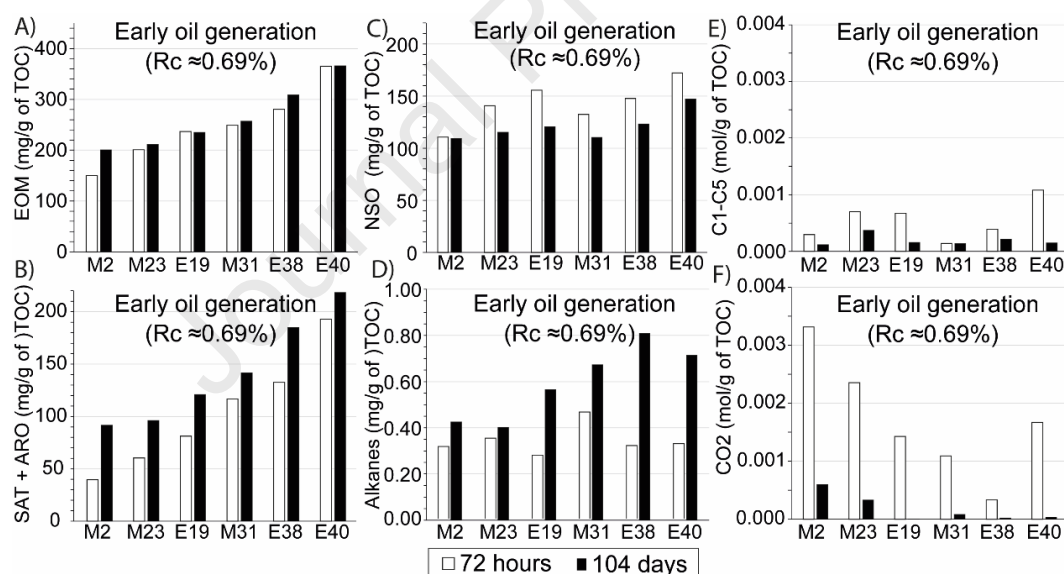 A)
Early oil generation
(Rc ≈0.69%)
EOM (mg/g of TOC)
400
300
200
100
0
M2 M23 E19 M31 E38 E40
B)
Early oil generation
(Rc ≈0.69%)
SAT + ARO (mg/g of )TOC)
200
150
100
50
0
M2 M23 E19 M31 E38 E40
C)
Early oil generation
(Rc ≈0.69%)
NSO (mg/g of TOC)
200
150
100
50
0
M2 M23 E19 M31 E38 E40
D)
Early oil generation
(Rc ≈0.69%)
Alkanes (mg/g of )TOC)
1.00
0.80
0.60
0.40
0.20
0.00
M2 M23 E19 M31 E38 E40
E)
Early oil generation
(Rc ≈0.69%)
C1-C5 (mol/g of TOC)
0.004
0.003
0.002
0.001
0.000
M2 M23 E19 M31 E38 E40
F)
Early oil generation
(Rc ≈0.69%)
CO2 (mol/g of TOC)
0.004
0.003
0.002
0.001
0.000
M2 M23 E19 M31 E38 E40
72 hours 104 days
Journal P